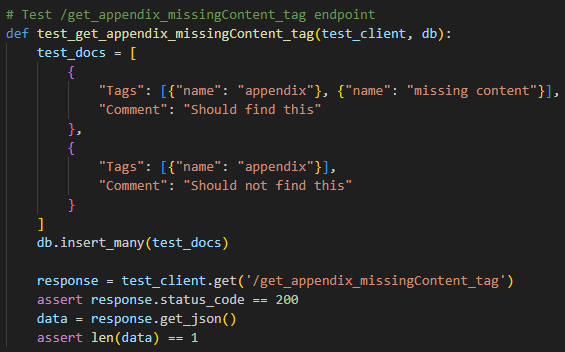 # Test /get_appendix_missingContent_tag endpoint
def test_get_appendix_missingContent_tag(test_client, db):
    test_docs = [
        {
            "Tags": [{"name": "appendix"}, {"name": "missing content"}],
            "Comment": "Should find this"
        },
        {
            "Tags": [{"name": "appendix"}],
            "Comment": "Should not find this"
        }
    ]
    db.insert_many(test_docs)

    response = test_client.get('/get_appendix_missingContent_tag')
    assert response.status_code == 200
    data = response.get_json()
    assert len(data) == 1